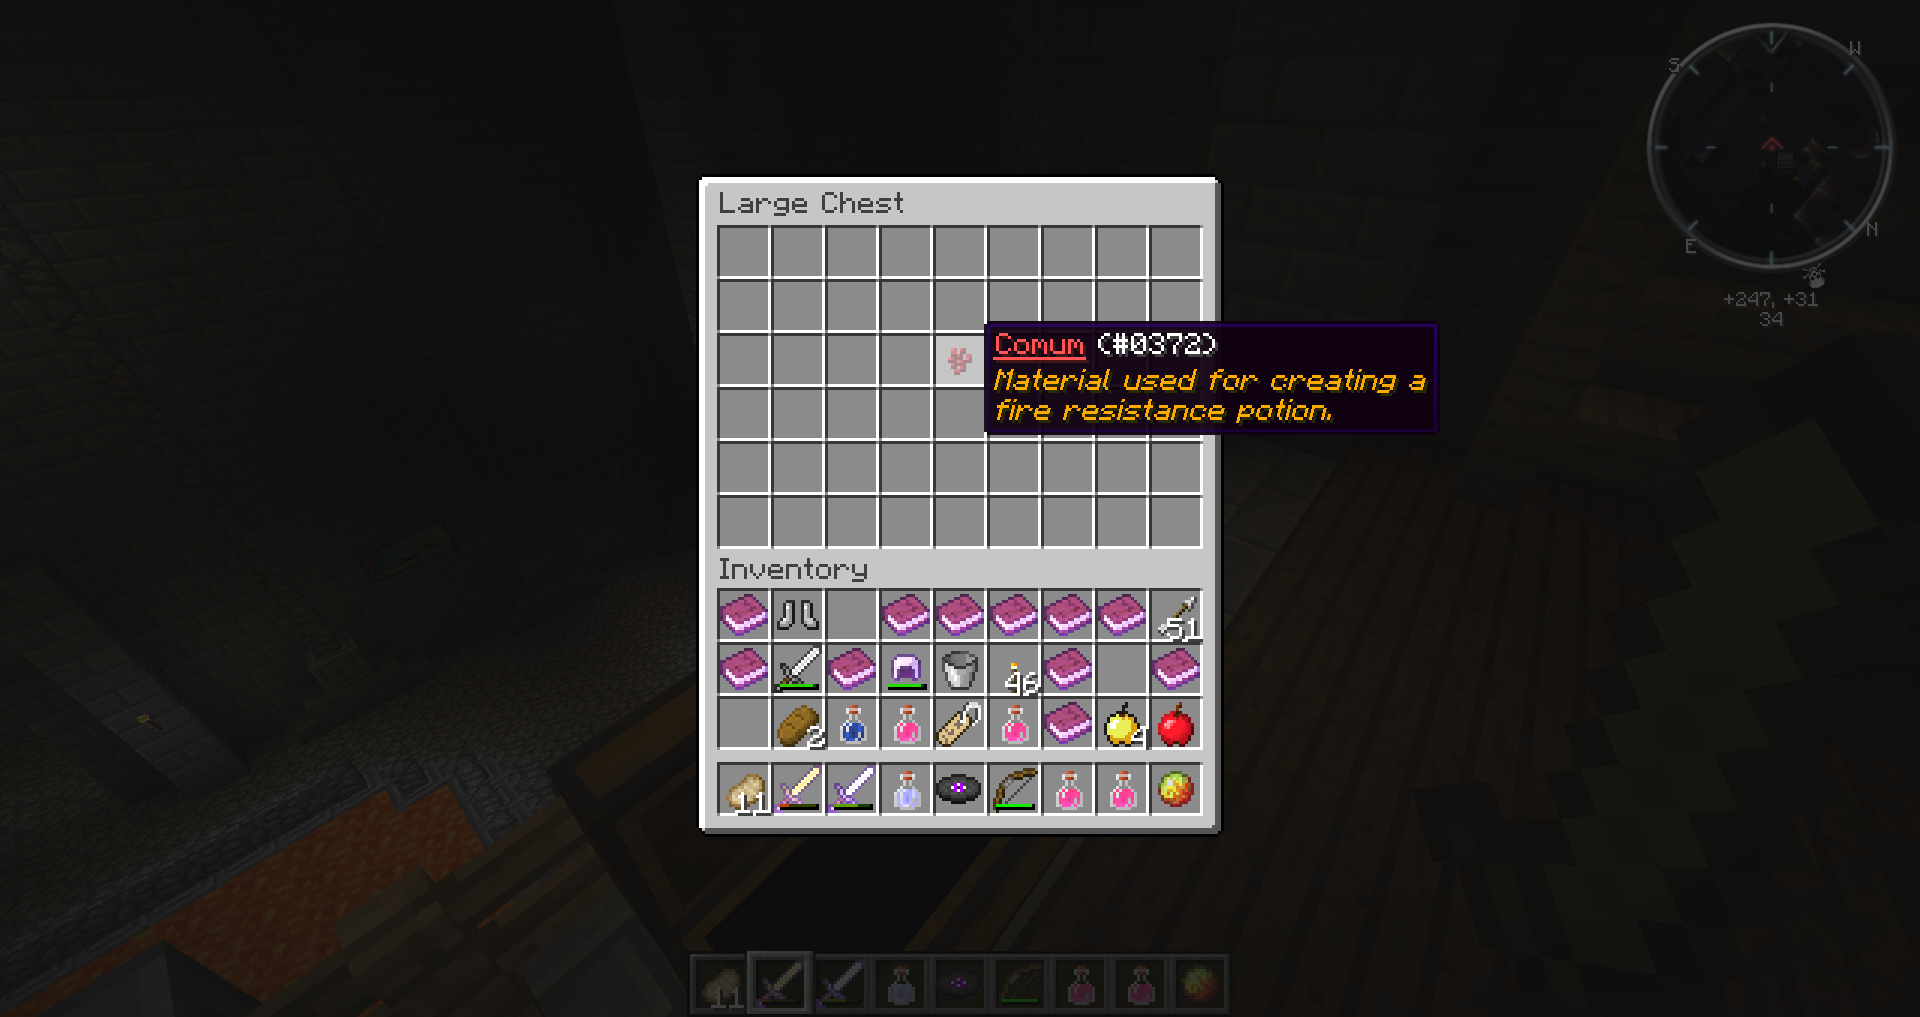 S
W
Large Chest
N
E
+247, +31
34
Comum (#0372)
Material used for creating a
fire resistance potion.
Inventory
51
46
2
4
11
11